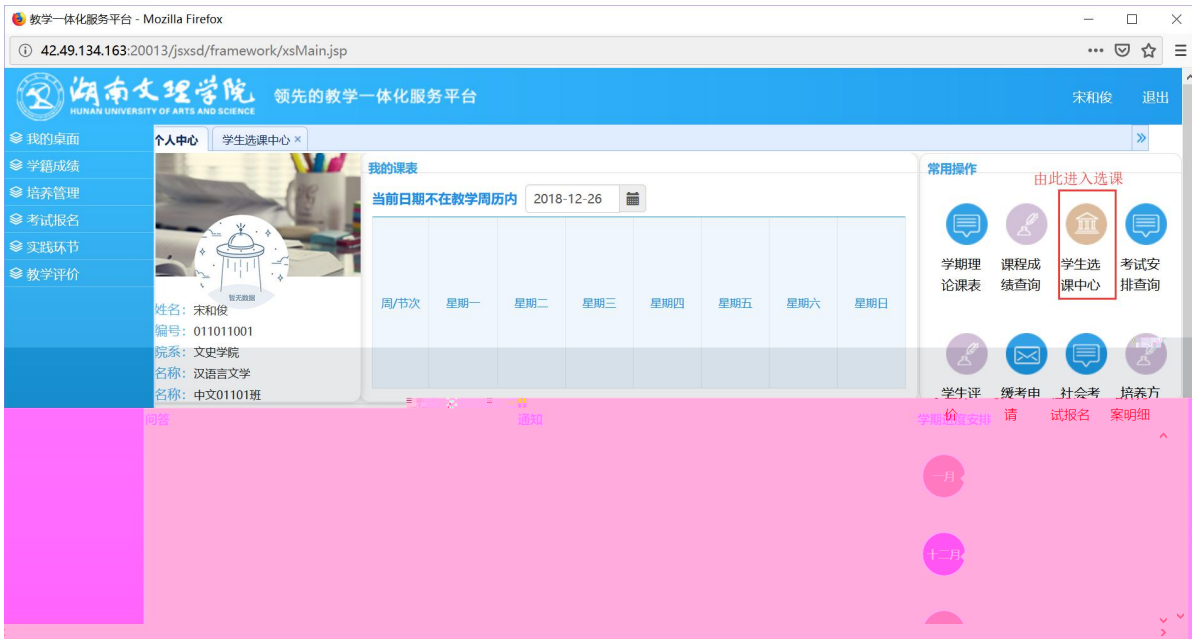 教学一体化服务平台 - Mozilla Firefox
42.49.134.163:20013/jsxsd/framework/xsMain.jsp
湖南文理学院
HUNAN UNIVERSITY OF ARTS AND SCIENCE
领先的教学一体化服务平台
宋和俊 退出
我的桌面
学籍成绩
培养管理
考试报名
实践环节
教学评价
个人中心 学生选课中心 ×
暂无数据
姓名：宋和俊
编号：011011001
院系：文史学院
名称：汉语言文学
名称：中文01101班
我的课表
当前日期不在教学周历内 2018-12-26
周/节次 星期一 星期二 星期三 星期四 星期五 星期六 星期日
常用操作
由此进入选课
学期理论课表
课程成绩查询
学生选课中心
考试安排查询
学生评价
缓考申请
社会考试报名
培养方案明细
问答
通知
学期进度安排
一月
十二月